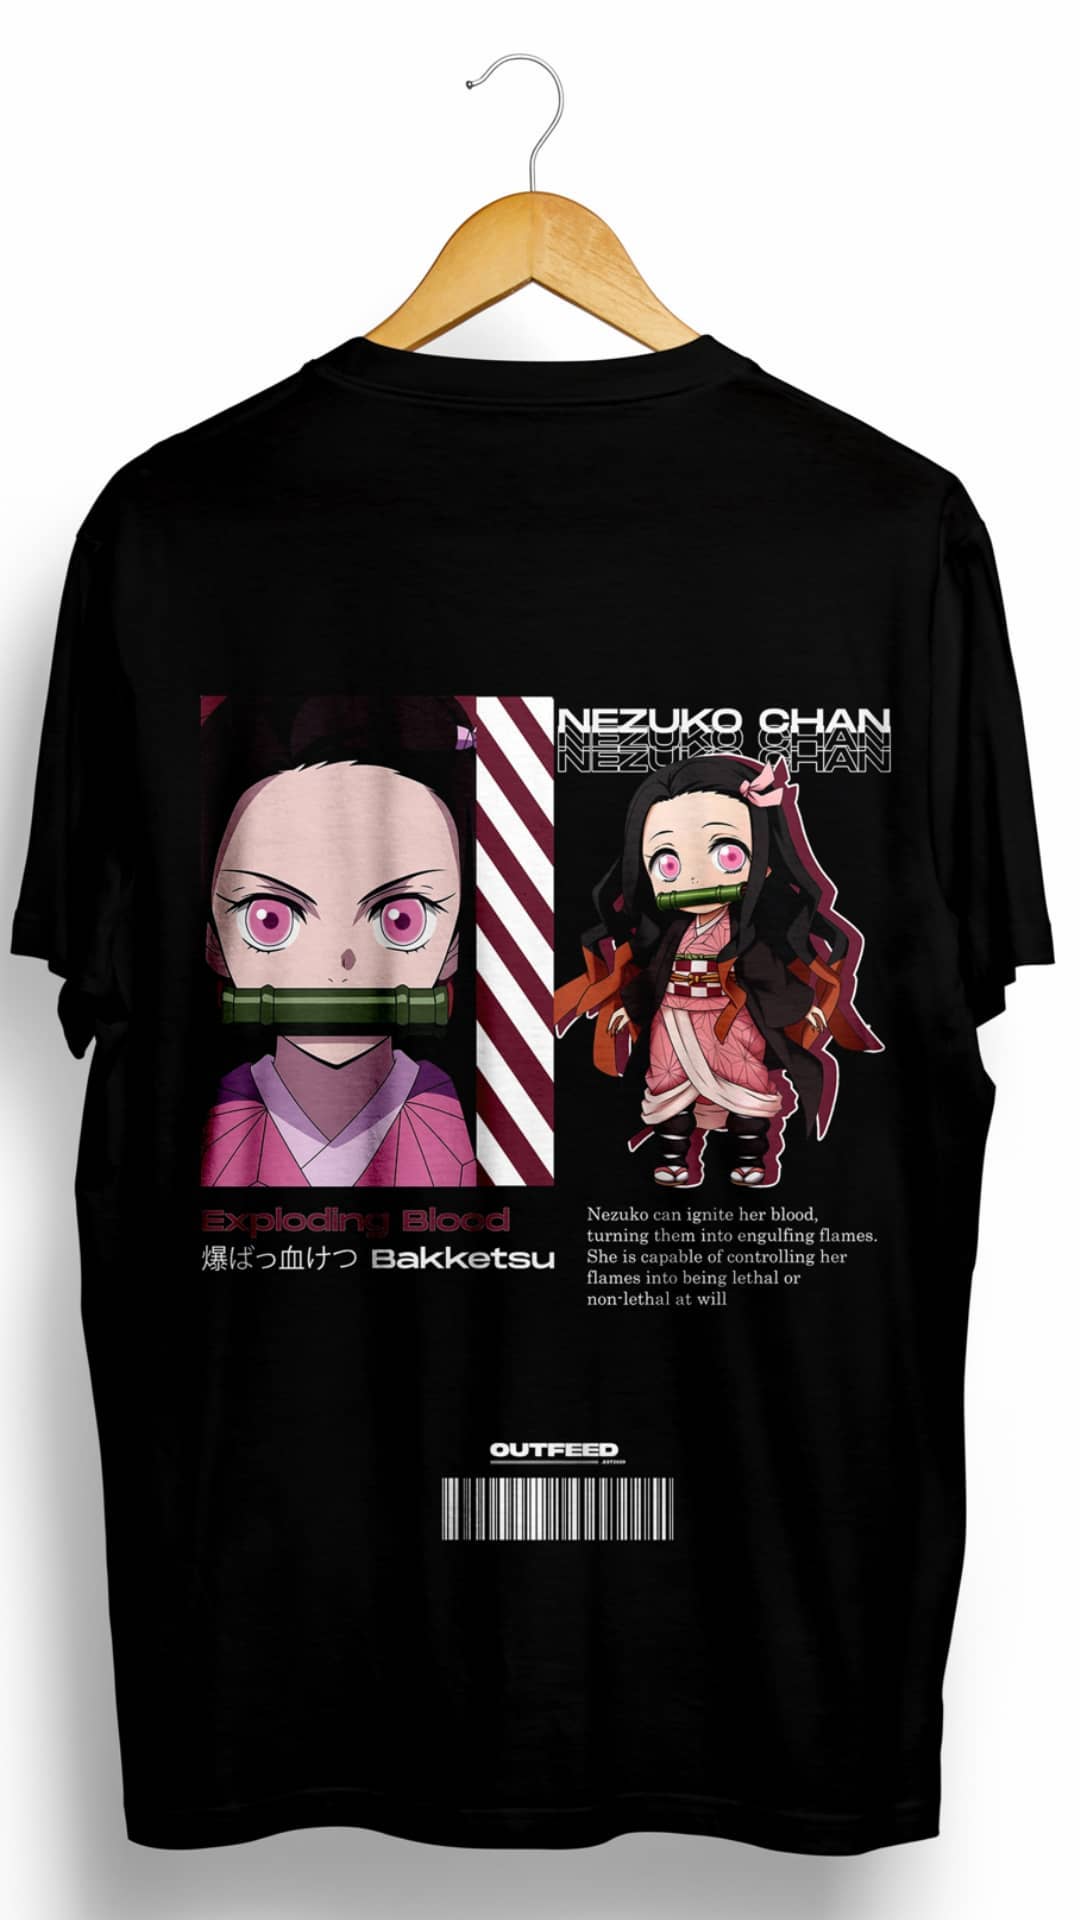 NEZUKO CHAN
NEZUKO CHAN
NEZUKO CHAN
Exploding Blood
爆ばっ血けつ Bakketsu
Nezuko can ignite her blood,
turning them into engulfing flames.
She is capable of controlling her
flames into being lethal or
non-lethal at will
OUTFEED